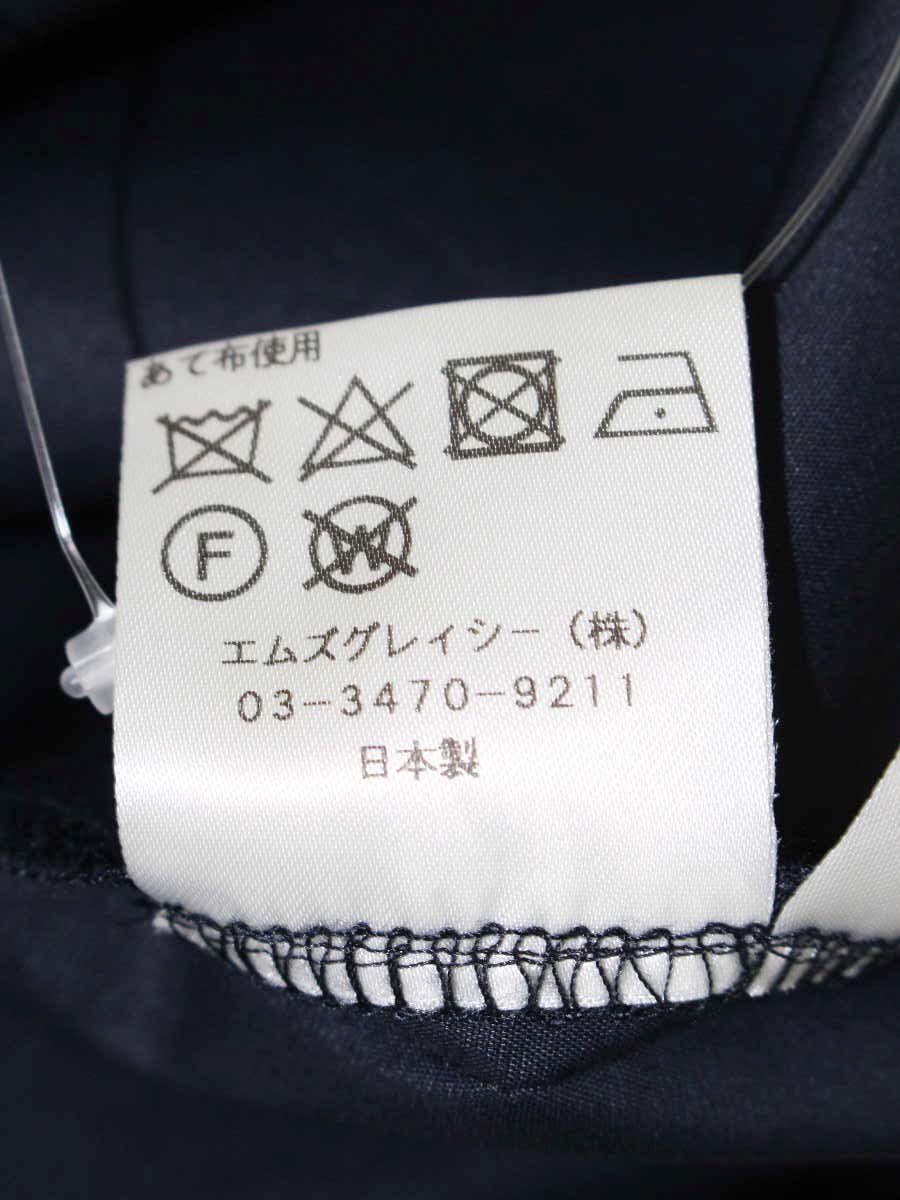 あて布使用
F W
エムズグレイシー(株)
03-3470-9211
日本製